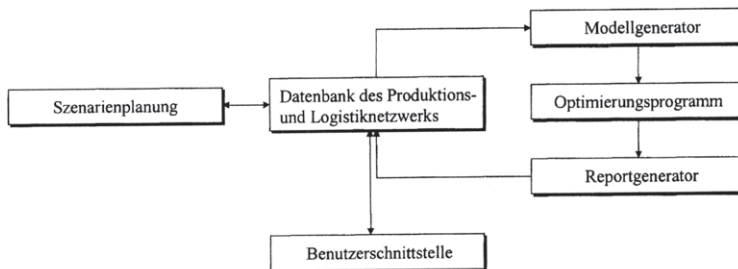 Modellgenerator
Szenarienplanung
Datenbank des Produktions-
und Logistiknetzwerks
Optimierungsprogramm
Reportgenerator
Benutzerschnittstelle